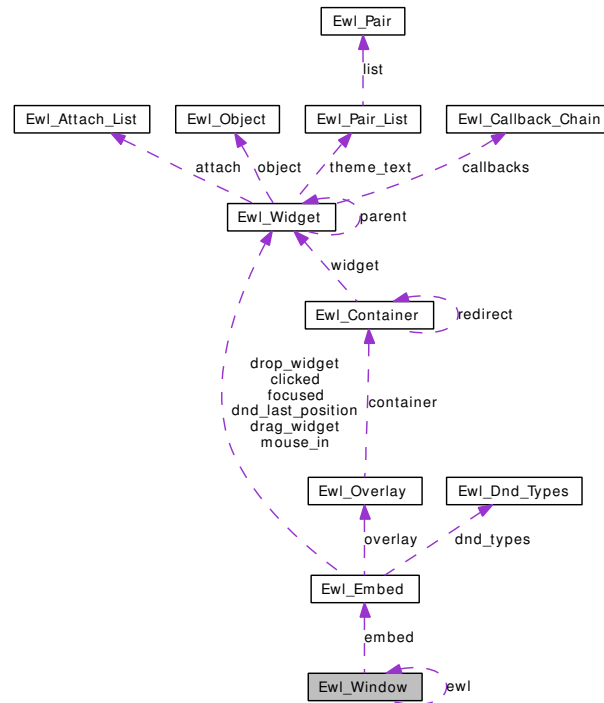 Ewl_Pair
list
Ewl_Attach_List
Ewl_Object
Ewl_Pair_List
Ewl_Callback_Chain
attach
object
theme_text
callbacks
Ewl_Widget
parent
widget
Ewl_Container
redirect
drop_widget
clicked
focused
dnd_last_position
drag_widget
mouse_in
container
Ewl_Overlay
Ewl_Dnd_Types
overlay
dnd_types
Ewl_Embed
embed
Ewl_Window
ewl